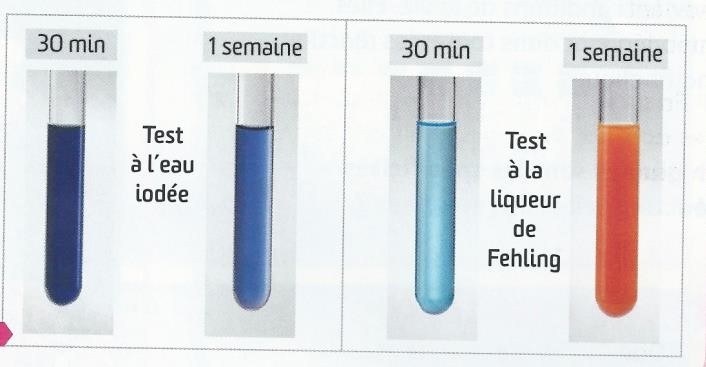 30 min
1 semaine
Test
à l'eau
iodée
30 min
1 semaine
Test
à la
liqueur
de
Fehling